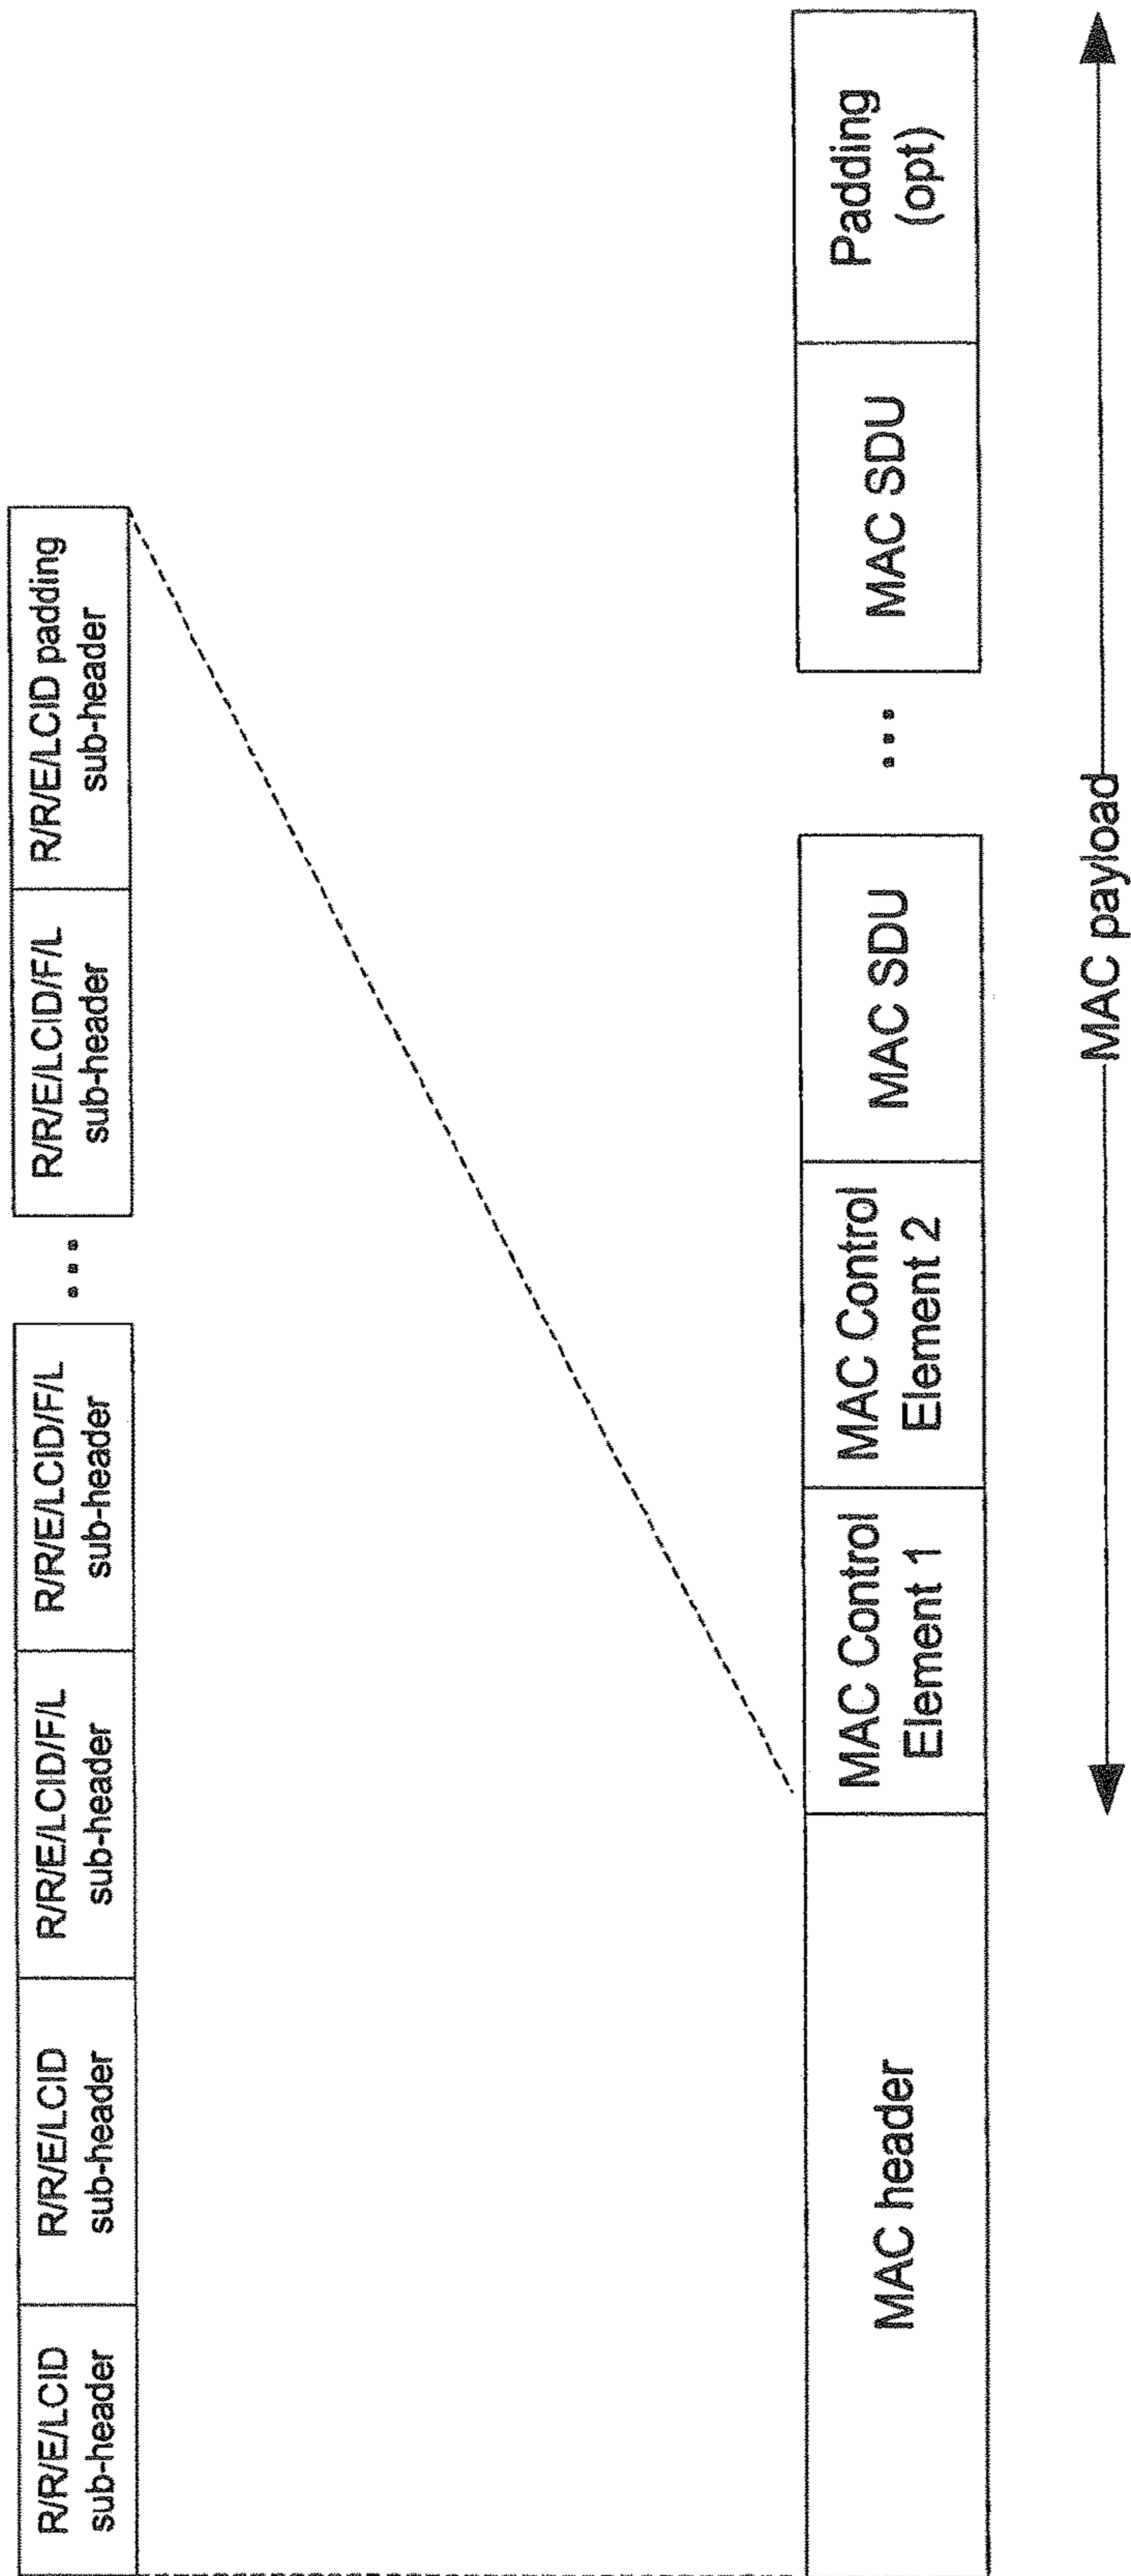 R/R/E/LCID
sub-header
R/R/E/LCID
sub-header
R/R/E/LCID/F/L
sub-header
R/R/E/LCID/F/L
sub-header
...
R/R/E/LCID/F/L
sub-header
R/R/E/LCID padding
sub-header
MAC header
MAC Control
Element 1
MAC Control
Element 2
MAC SDU
...
MAC SDU
Padding
(opt)
MAC payload